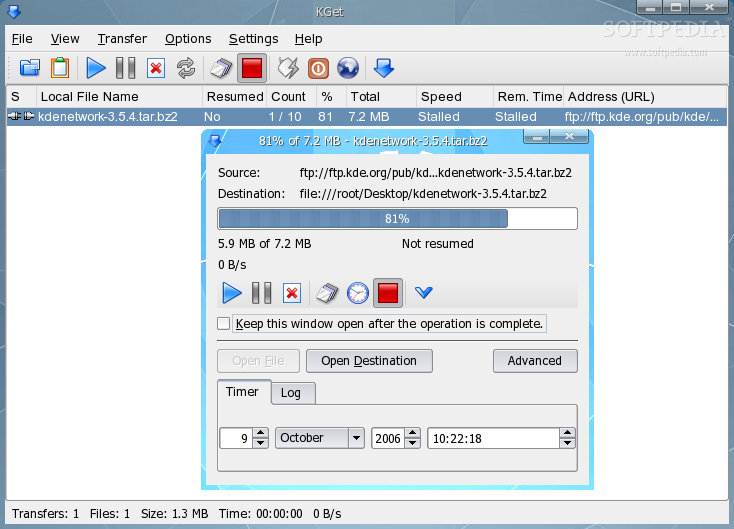 KGet
SOFTPEDIA
www.softpedia.com
File View Transfer Options Settings Help
S Local File Name Resumed Count % Total Speed Rem. Time Address (URL)
kdenetwork-3.5.4.tar.bz2 No 1 / 10 81 7.2 MB Stalled Stalled ftp://ftp.kde.org/pub/kde/...
81% of 7.2 MB - kdenetwork-3.5.4.tar.bz2
Source: ftp://ftp.kde.org/pub/kd...kdenetwork-3.5.4.tar.bz2
Destination: file:///root/Desktop/kdenetwork-3.5.4.tar.bz2
81%
5.9 MB of 7.2 MB Not resumed
0 B/s
Keep this window open after the operation is complete.
Open File Open Destination Advanced
Timer Log
9 October 2006 10:22:18
Transfers: 1 Files: 1 Size: 1.3 MB Time: 00:00:00 0 B/s